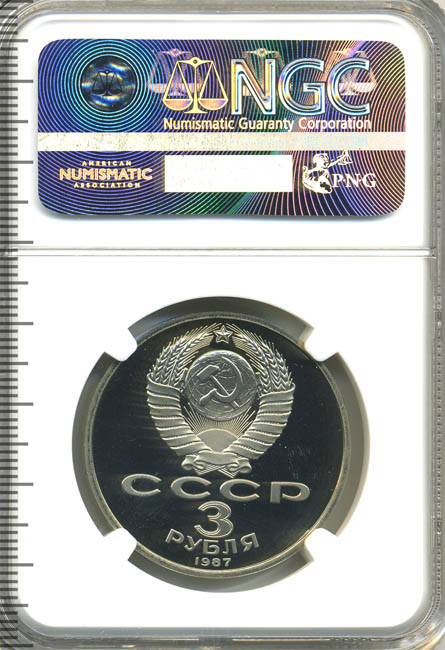 NGC
Numismatic Guaranty Corporation
AMERICAN
NUMISMATIC
ASSOCIATION
PNG
СССР
3
РУБЛЯ
1987